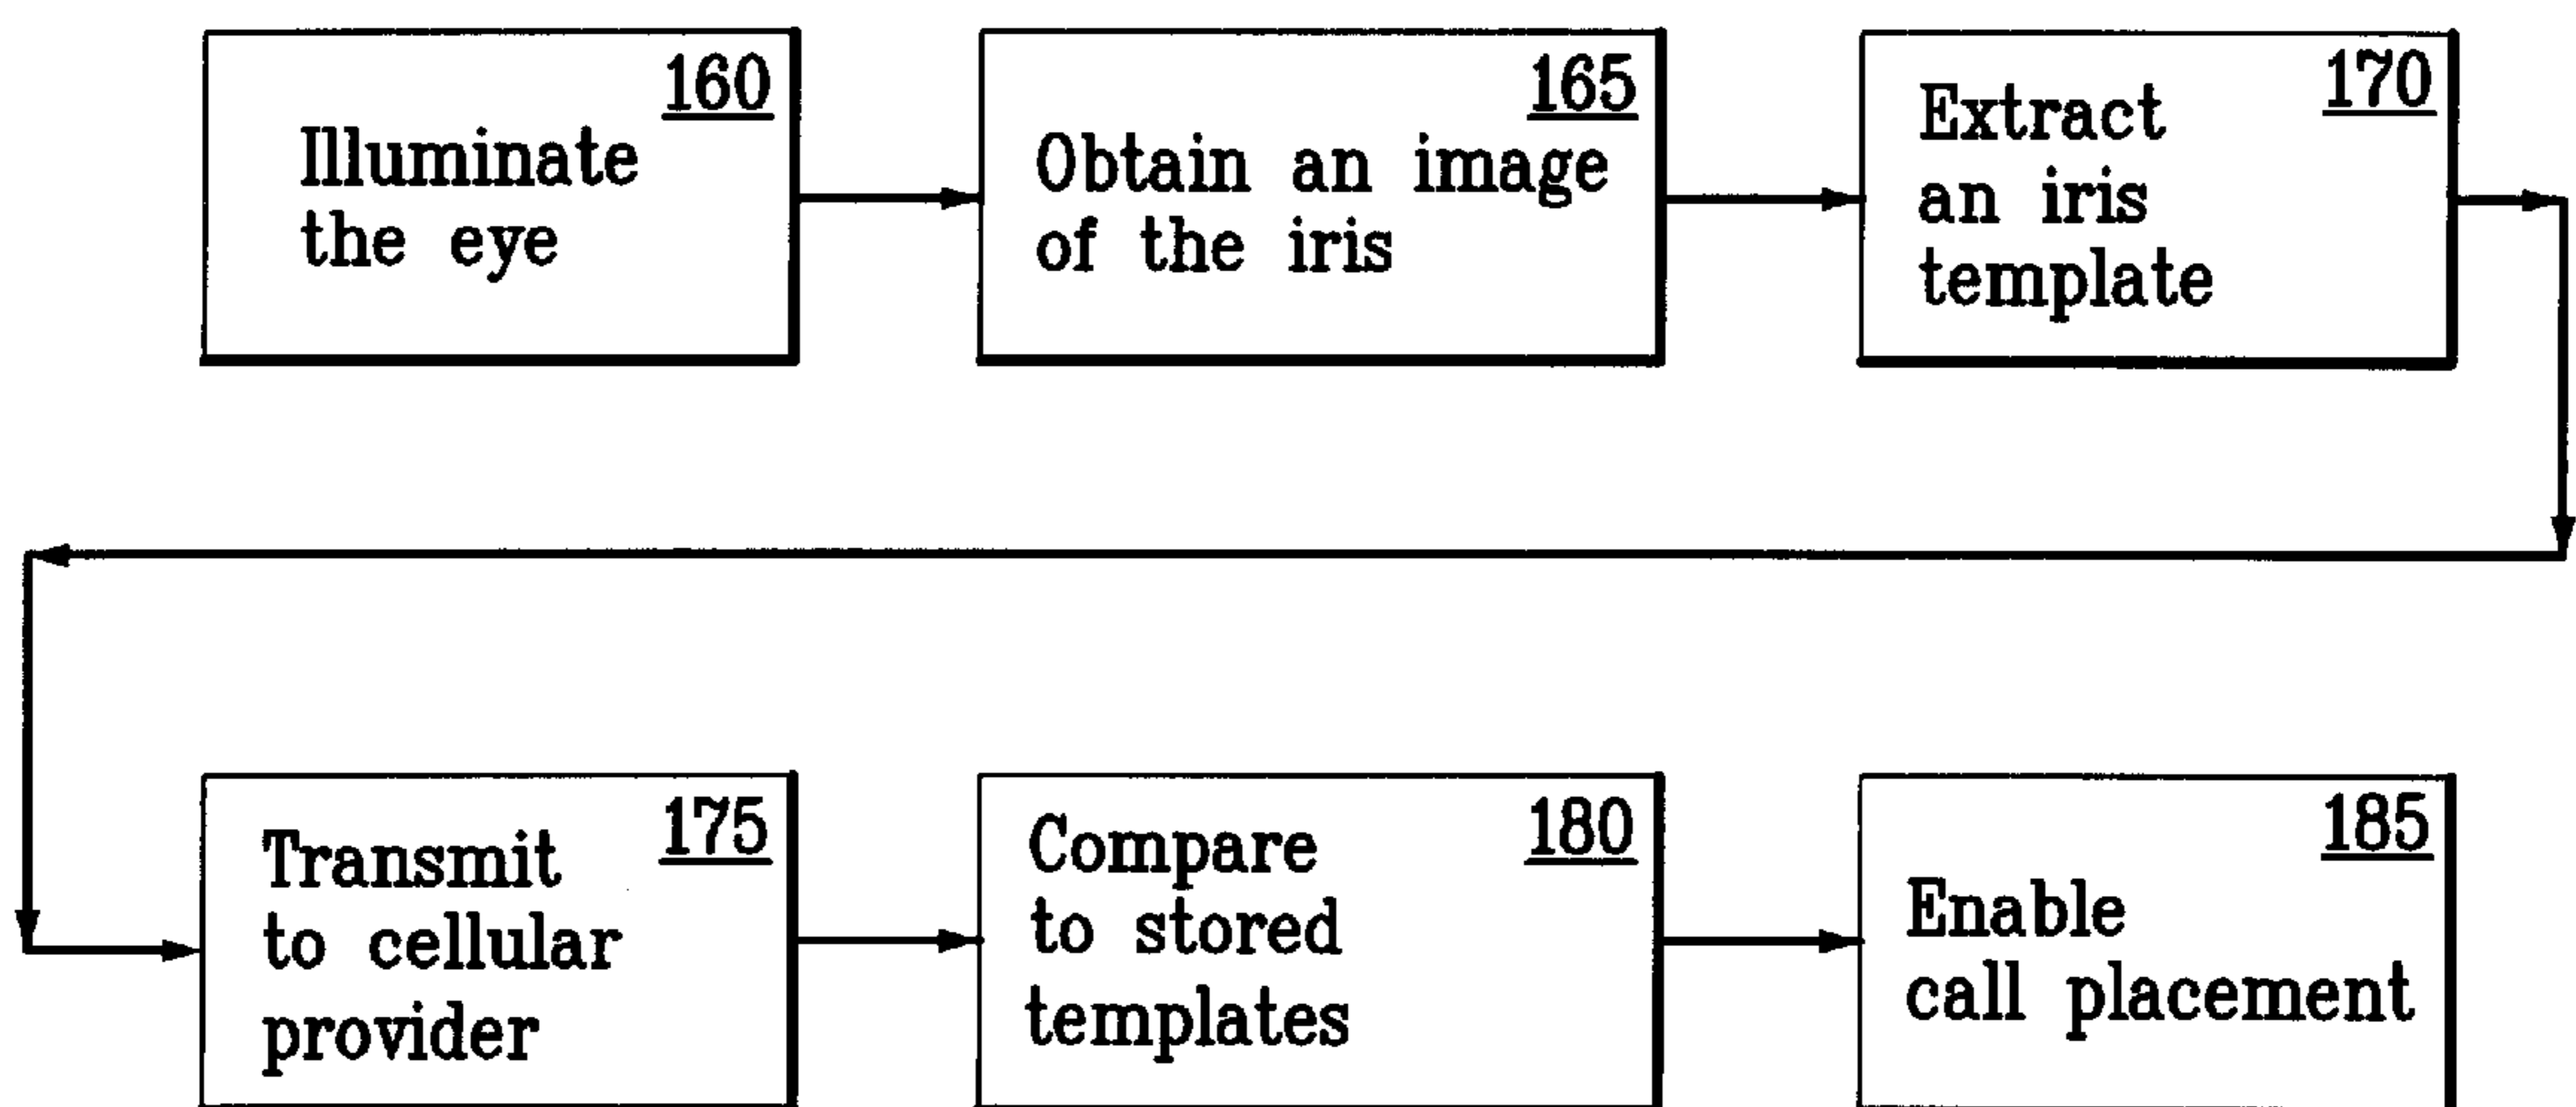 160
Illuminate
the eye
165
Obtain an image
of the iris
170
Extract
an iris
template
175
Transmit
to cellular
provider
180
Compare
to stored
templates
185
Enable
call placement